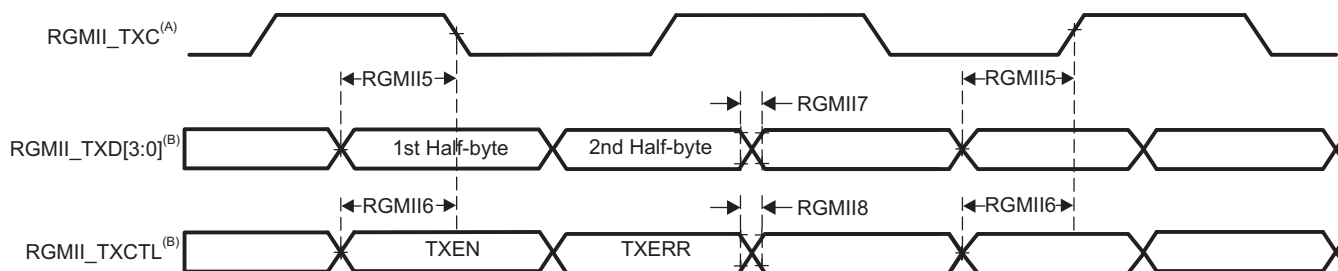 RGMII_TXC(A)
RGMII5
RGMII5
RGMII7
RGMII_TXD[3:0](B)
1st Half-byte
2nd Half-byte
RGMII6
RGMII8
RGMII6
RGMII_TXCTL(B)
TXEN
TXERR